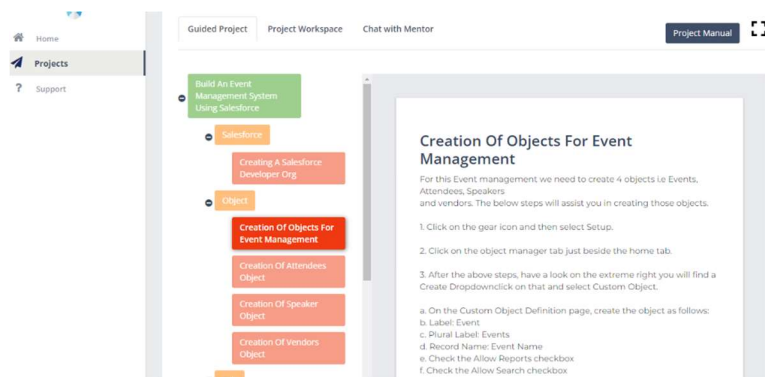 Guided Project
Project Workspace
Chat with Mentor
Project Manual
Home
Projects
? Support
Build An Event
Management System
Using Salesforce
Salesforce
Creating A Salesforce
Developer Org
Object
Creation Of Objects For
Event Management
Creation Of Attendees
Object
Creation Of Speaker
Object
Creation Of Vendors
Object
Creation Of Objects For Event
Management
For this Event management we need to create 4 objects i.e Events,
Attendees, Speakers
and vendors. The below steps will assist you in creating those objects.
1. Click on the gear icon and then select Setup.
2. Click on the object manager tab just beside the home tab.
3. After the above steps, have a look on the extreme right you will find a
Create Dropdownclick on that and select Custom Object.
a. On the Custom Object Definition page, create the object as follows:
b. Label: Event
c. Plural Label: Events
d. Record Name: Event Name
e. Check the Allow Reports checkbox
f. Check the Allow Search checkbox